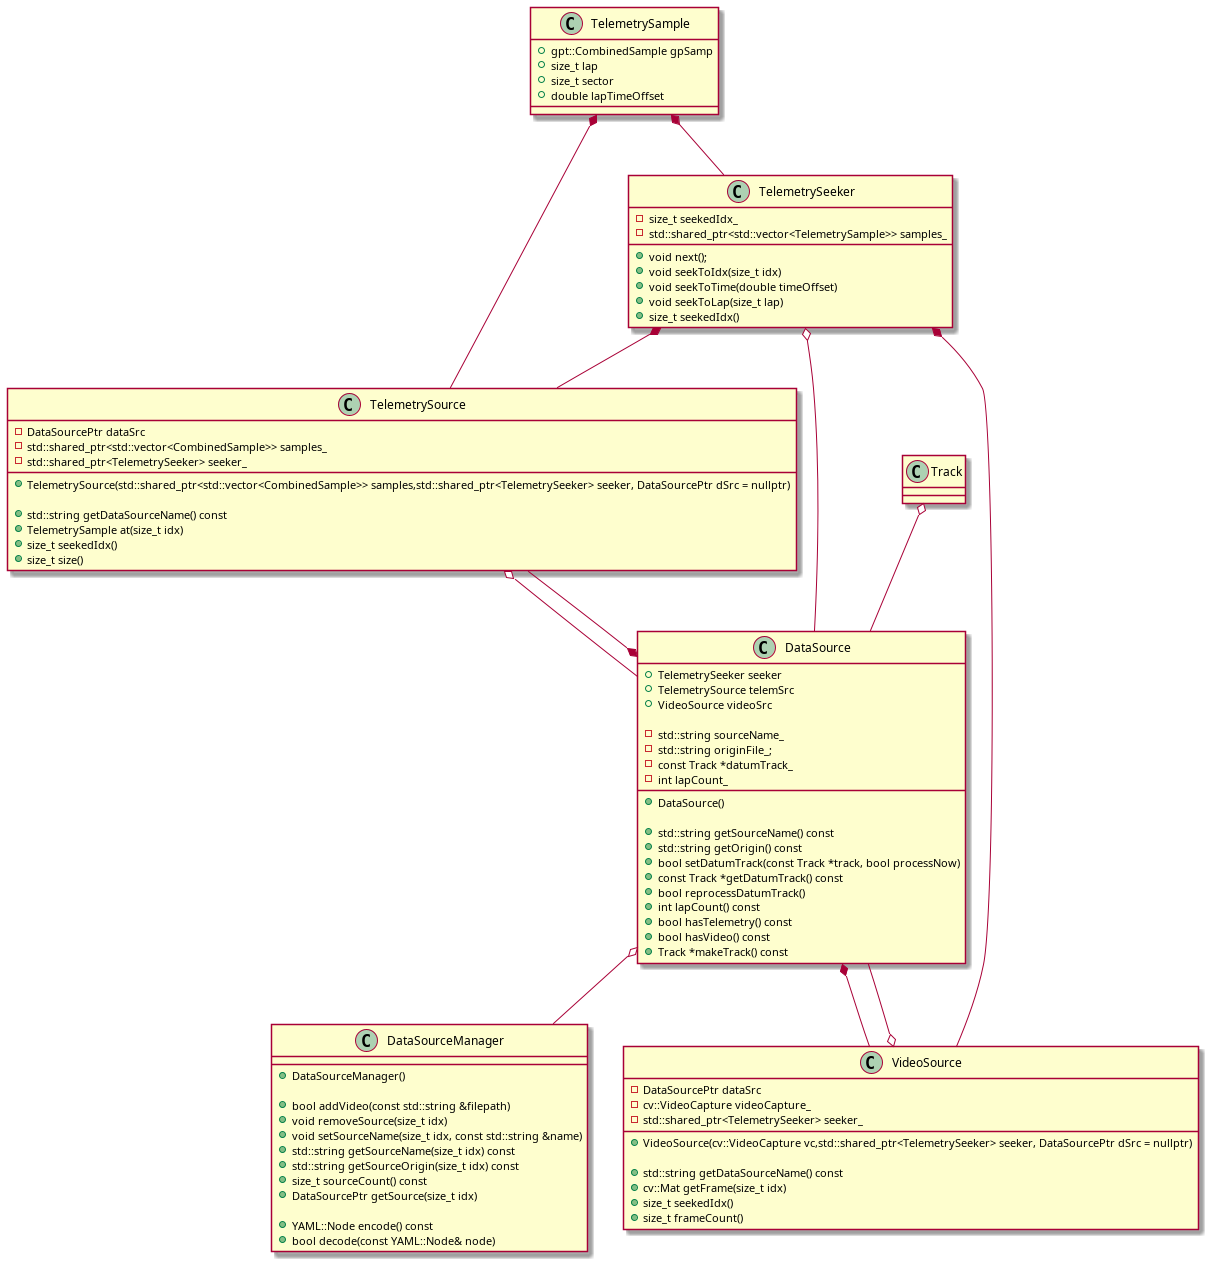 C TelemetrySample
gpt::CombinedSample gpSamp
size_t lap
size_t sector
double lapTimeOffset
C TelemetrySeeker
size_t seekedIdx_
std::shared_ptr<std::vector<TelemetrySample>> samples_
void next();
void seekToIdx(size_t idx)
void seekToTime(double timeOffset)
void seekToLap(size_t lap)
size_t seekedIdx()
C TelemetrySource
DataSourcePtr dataSrc
std::shared_ptr<std::vector<CombinedSample>> samples_
std::shared_ptr<TelemetrySeeker> seeker_
TelemetrySource(std::shared_ptr<std::vector<CombinedSample>> samples,std::shared_ptr<TelemetrySeeker> seeker, DataSourcePtr dSrc = nullptr)
std::string getDataSourceName() const
TelemetrySample at(size_t idx)
size_t seekedIdx()
size_t size()
C Track
C DataSource
TelemetrySeeker seeker
TelemetrySource telemSrc
VideoSource videoSrc
std::string sourceName_
std::string originFile_;
const Track *datumTrack_
int lapCount_
DataSource()
std::string getSourceName() const
std::string getOrigin() const
bool setDatumTrack(const Track *track, bool processNow)
const Track *getDatumTrack() const
bool reprocessDatumTrack()
int lapCount() const
bool hasTelemetry() const
bool hasVideo() const
Track *makeTrack() const
C DataSourceManager
DataSourceManager()
bool addVideo(const std::string &filepath)
void removeSource(size_t idx)
void setSourceName(size_t idx, const std::string &name)
std::string getSourceName(size_t idx) const
std::string getSourceOrigin(size_t idx) const
size_t sourceCount() const
DataSourcePtr getSource(size_t idx)
YAML::Node encode() const
bool decode(const YAML::Node& node)
C VideoSource
DataSourcePtr dataSrc
cv::VideoCapture videoCapture_
std::shared_ptr<TelemetrySeeker> seeker_
VideoSource(cv::VideoCapture vc,std::shared_ptr<TelemetrySeeker> seeker, DataSourcePtr dSrc = nullptr)
std::string getDataSourceName() const
cv::Mat getFrame(size_t idx)
size_t seekedIdx()
size_t frameCount()